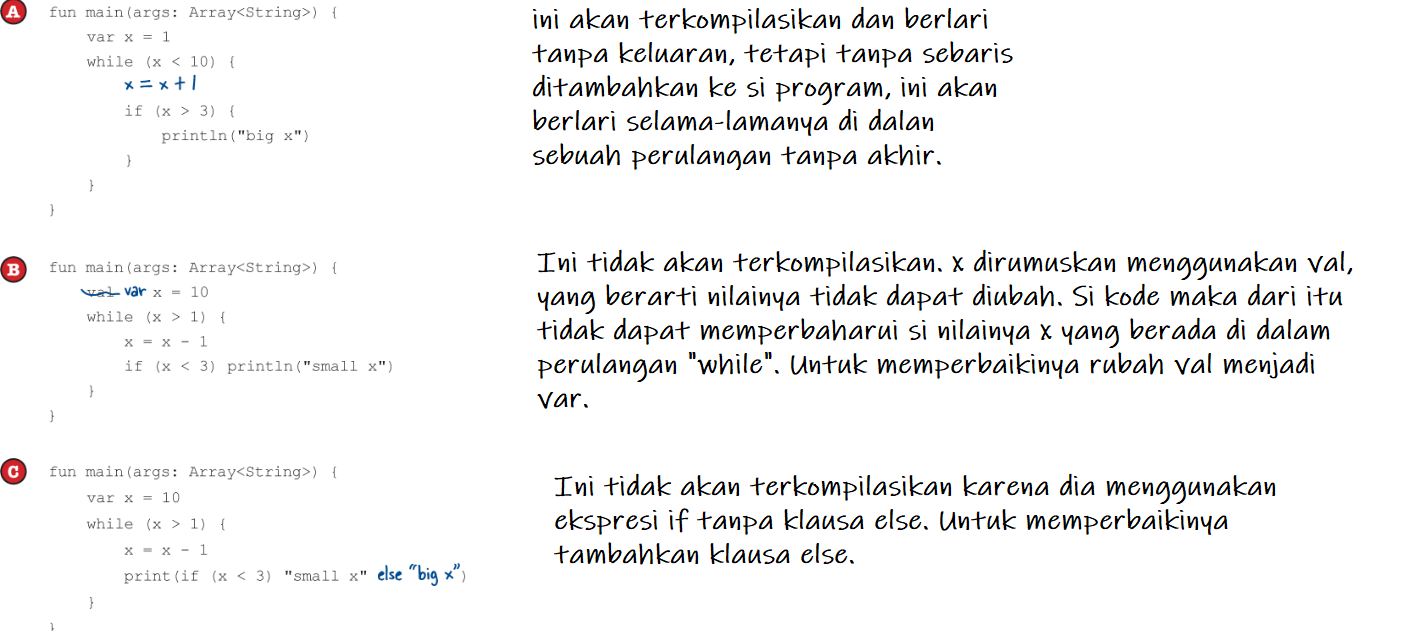 A
fun main(args: Array<String>) {
var x = 1
while (x < 10) {
x = x + 1
if (x > 3) {
println("big x")
}
}
}
ini akan terkompilasikan dan berlari
tanpa keluaran, tetapi tanpa sebaris
ditambahkan ke si program, ini akan
berlari selama-lamanya di dalan
sebuah perulangan tanpa akhir.
B
fun main(args: Array<String>) {
val var x = 10
while (x > 1) {
x = x - 1
if (x < 3) println("small x")
}
}
Ini tidak akan terkompilasikan. x dirumuskan menggunakan val,
yang berarti nilainya tidak dapat diubah. Si kode maka dari itu
tidak dapat memperbaharui si nilainya x yang berada di dalam
perulangan "while". Untuk memperbaikinya rubah val menjadi
var.
C
fun main(args: Array<String>) {
var x = 10
while (x > 1) {
x = x - 1
print(if (x < 3) "small x" else "big x")
}
}
Ini tidak akan terkompilasikan karena dia menggunakan
ekspresi if tanpa klausa else. Untuk memperbaikinya
tambahkan klausa else.